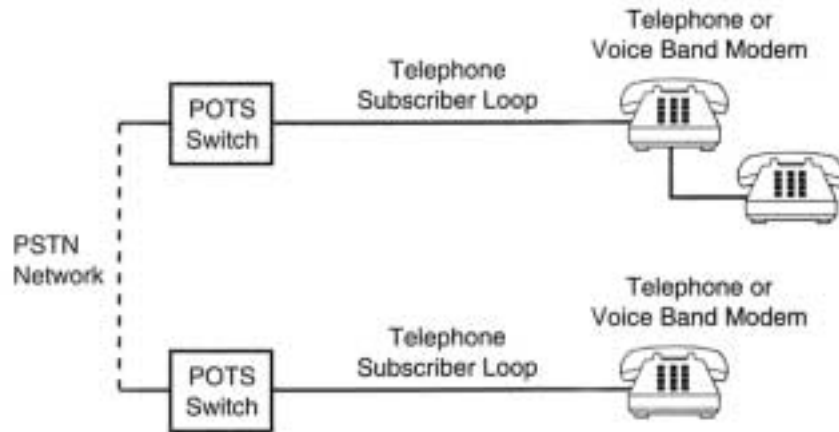 Telephone or
Voice Band Modem
Telephone
Subscriber Loop
POTS
Switch
PSTN
Network
Telephone or
Voice Band Modem
Telephone
Subscriber Loop
POTS
Switch